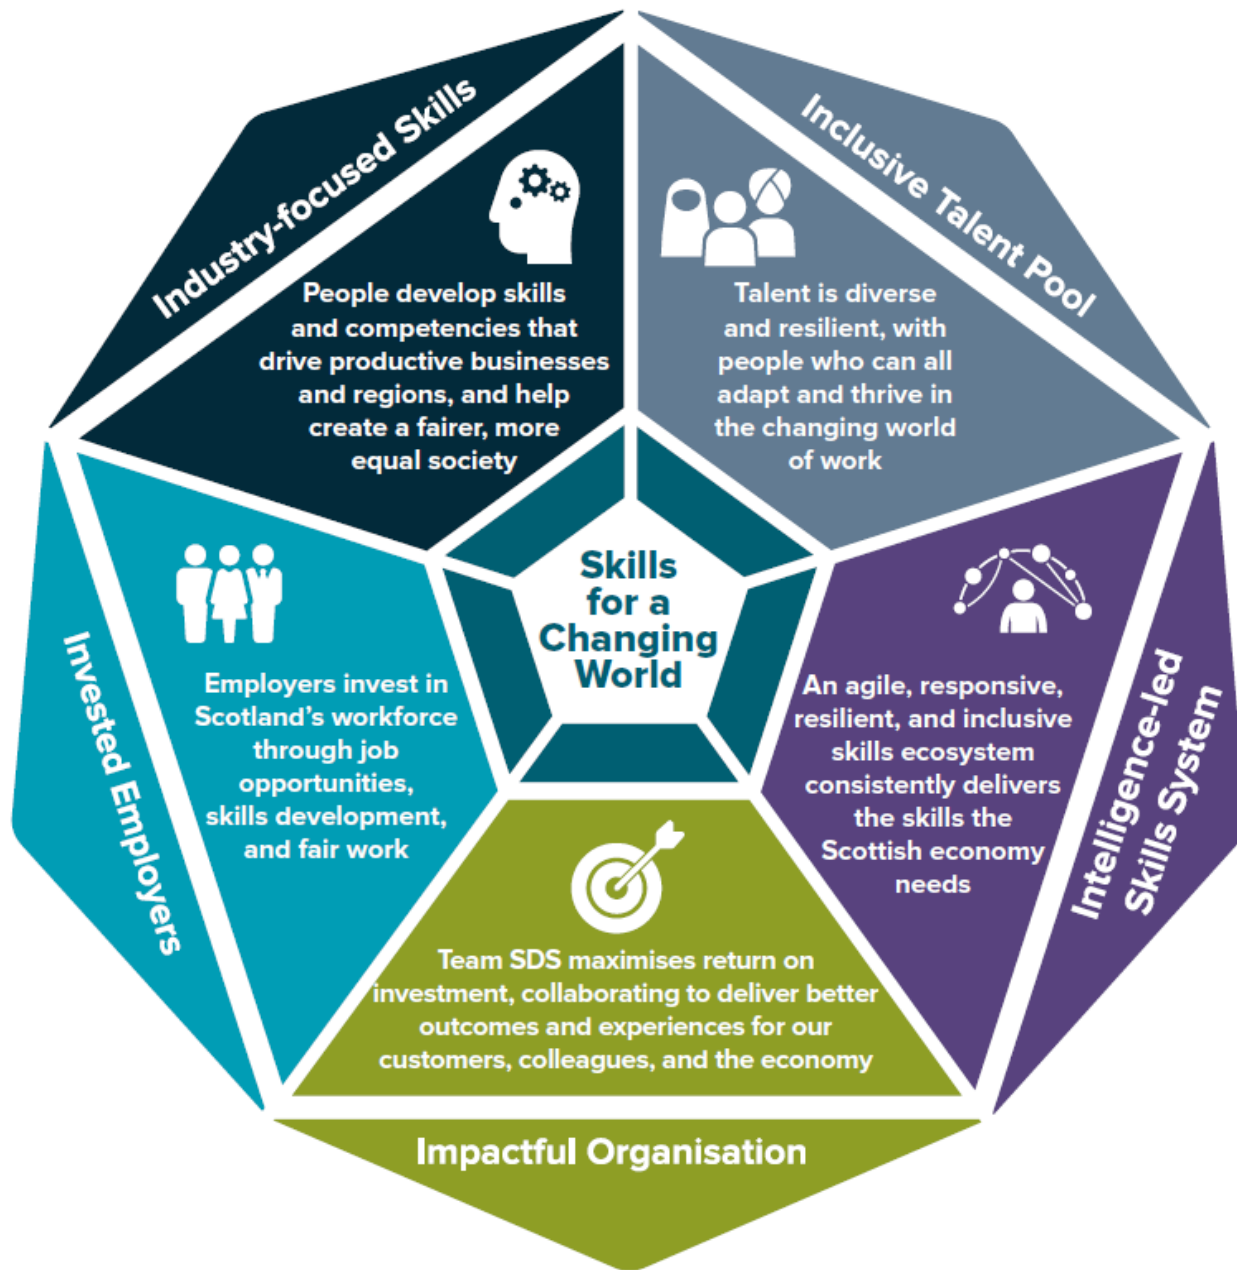 Industry-focused Skills
People develop skills
and competencies that
drive productive businesses
and regions, and help
create a fairer, more
equal society
Inclusive Talent Pool
Talent is diverse
and resilient, with
people who can all
adapt and thrive in
the changing world
of work
Skills
for a
Changing
World
Invested Employers
Employers invest in
Scotland's workforce
through job
opportunities,
skills development,
and fair work
An agile, responsive,
resilient, and inclusive
skills ecosystem
consistently delivers
the skills the
Scottish economy
needs
Intelligence-led
Skills System
Team SDS maximises return on
investment, collaborating to deliver better
outcomes and experiences for our
customers, colleagues, and the economy
Impactful Organisation